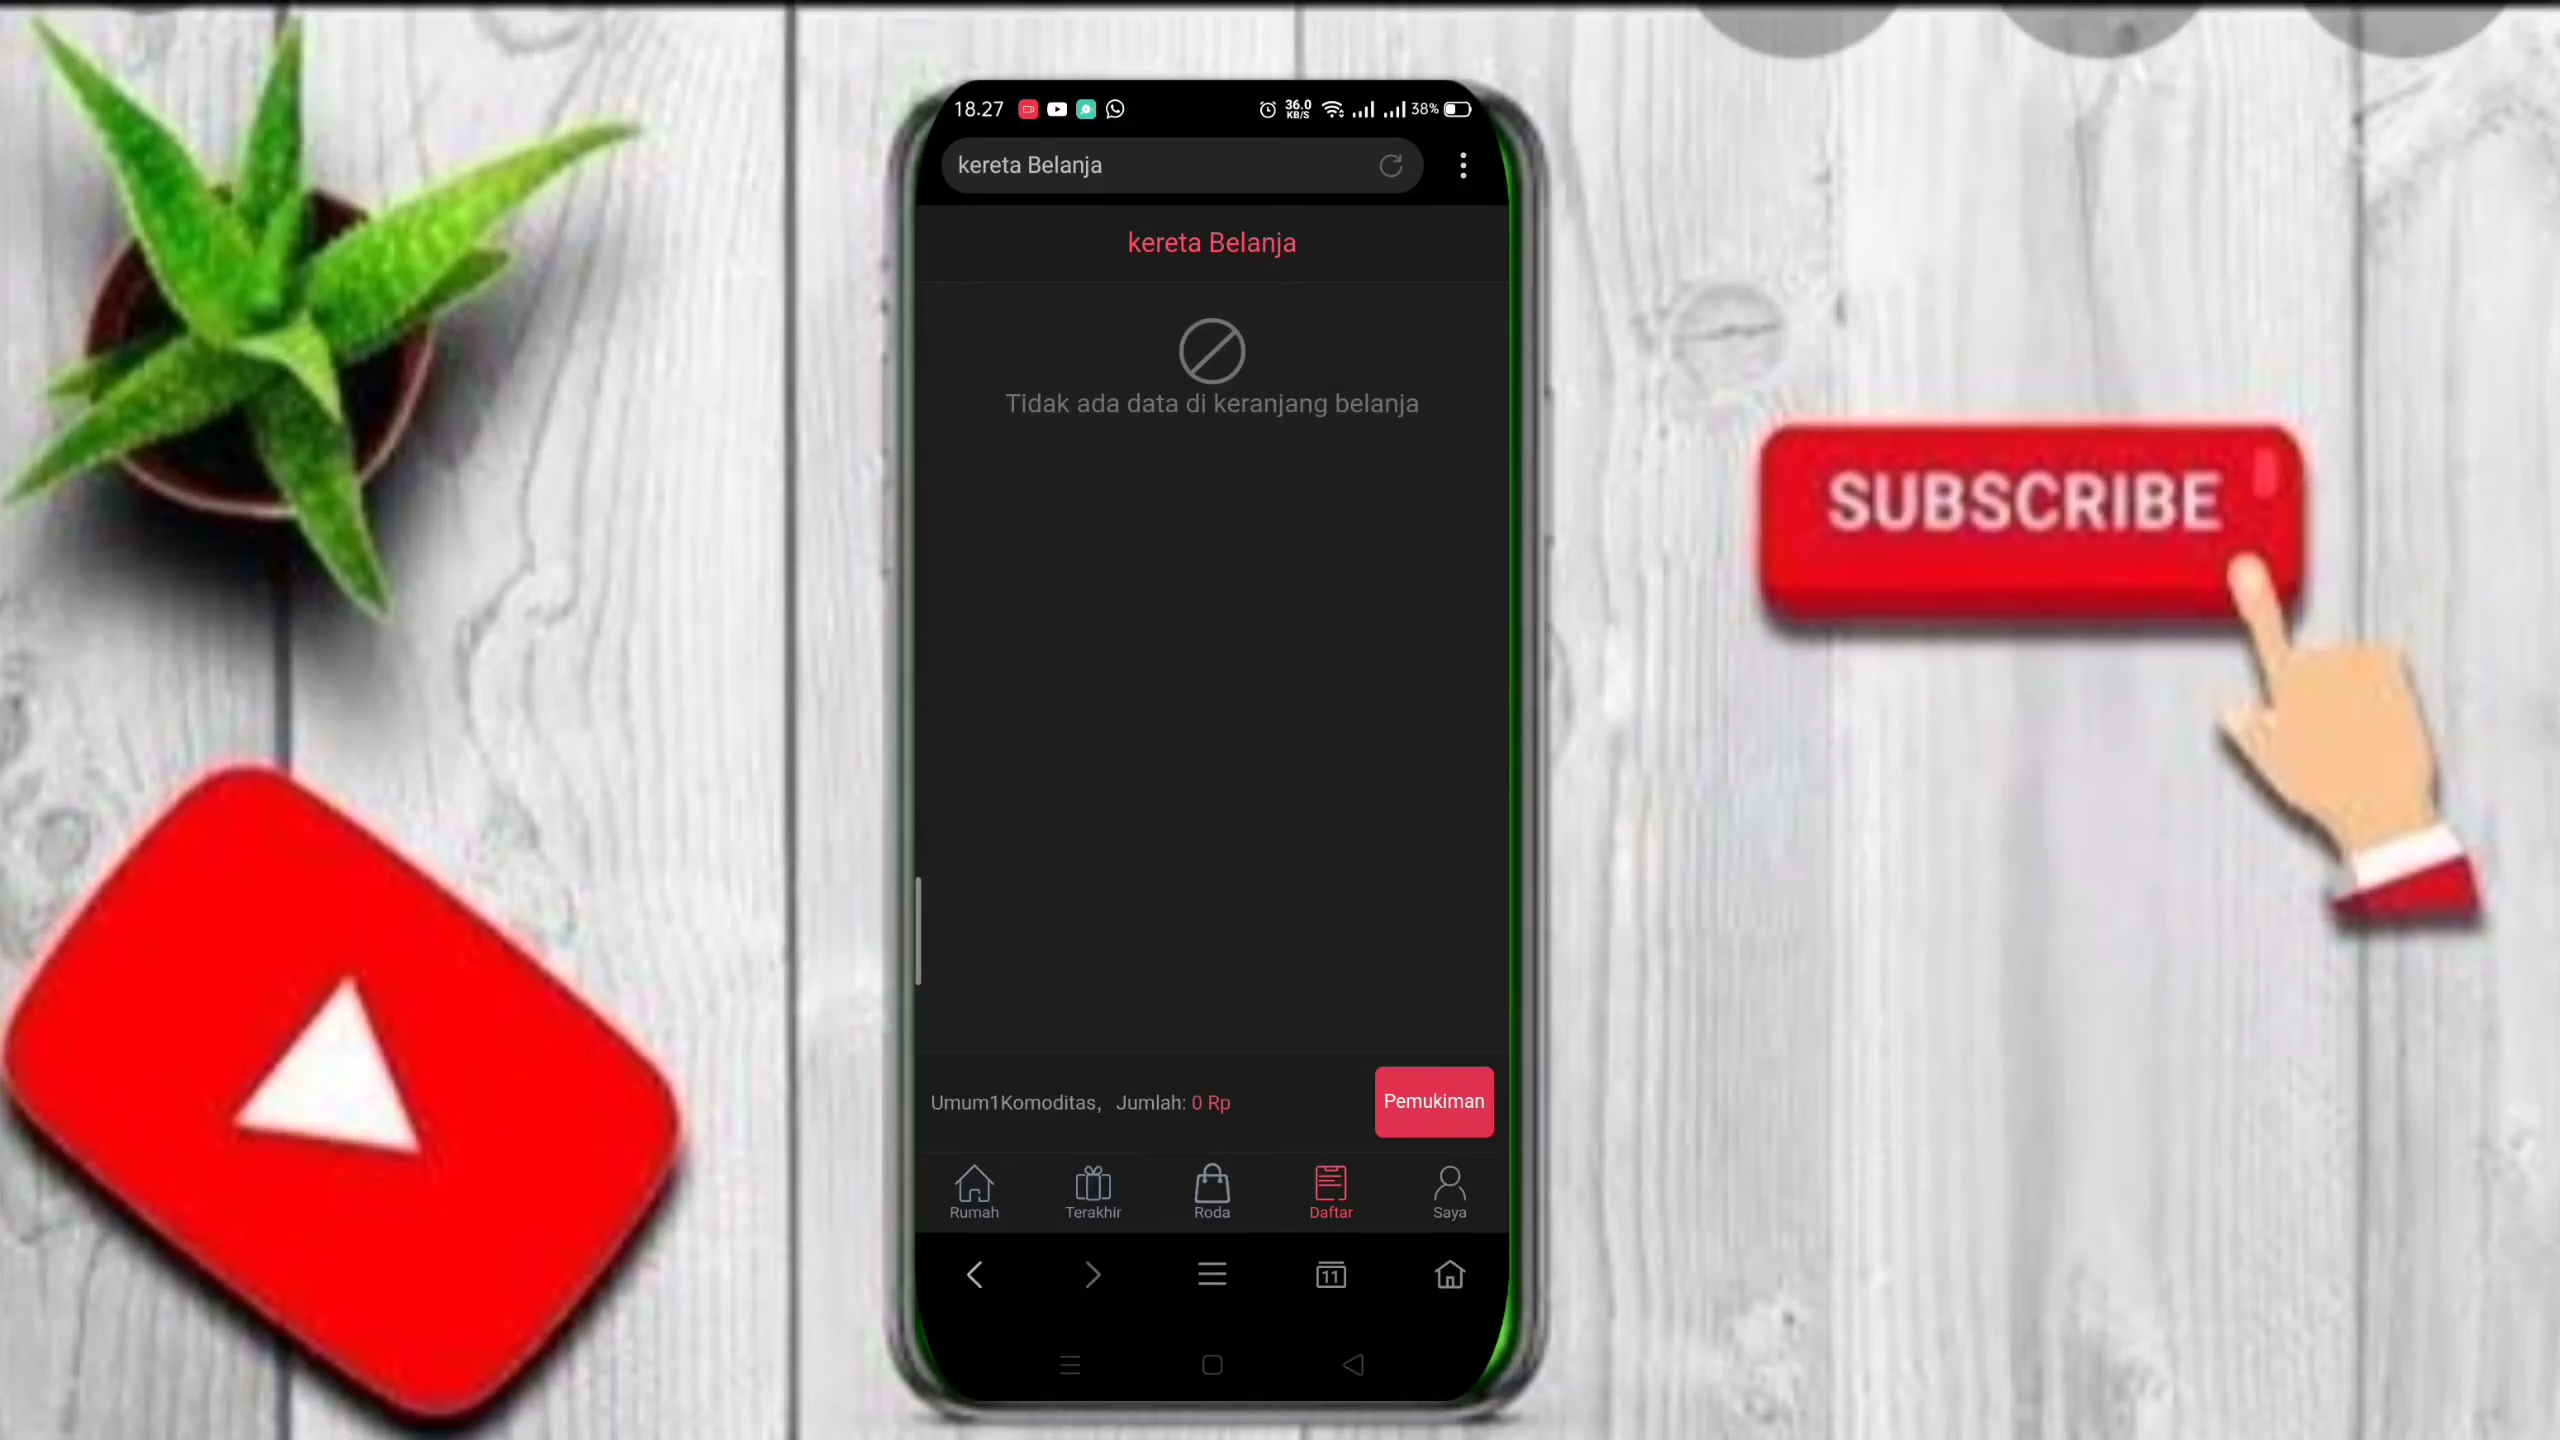 18.27
36.0
KB/S
38%
kereta Belanja
kereta Belanja
Tidak ada data di keranjang belanja
SUBSCRIBE
Umum1Komoditas, Jumlah: 0 Rp
Pemukiman
Rumah
Terakhir
Roda
Daftar
Saya
11